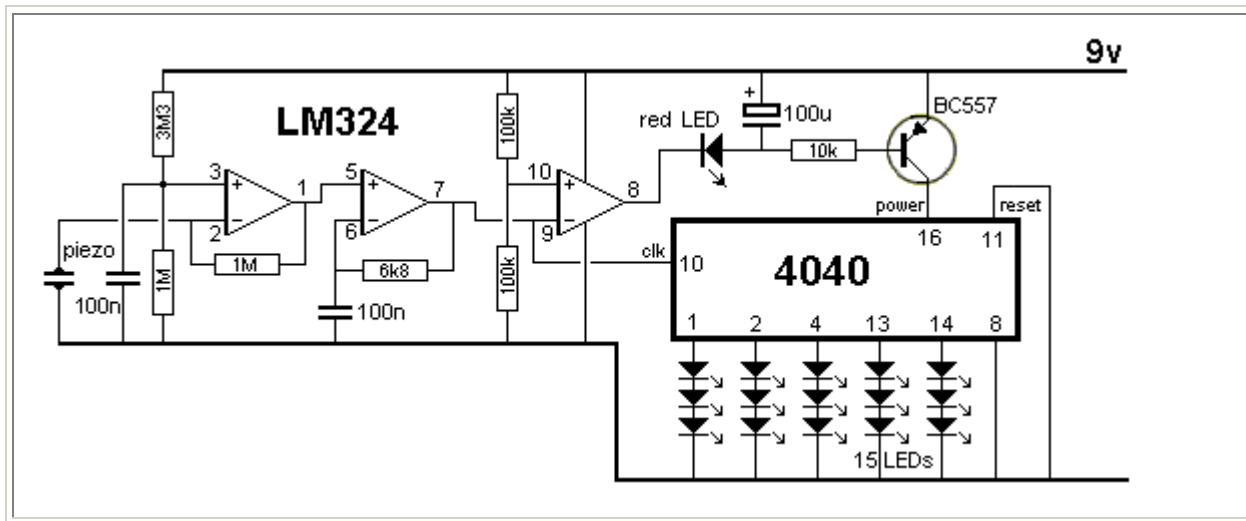 9v
BC557
+
100u
red LED
LM324
3M3
100k
10k
3
+
1
5
+
7
10
+
8
2
−
6
−
9
−
power
reset
16
11
piezo
1M
6k8
clk
10
4040
100n
1M
100n
100k
1
2
4
13
14
8
15 LEDs